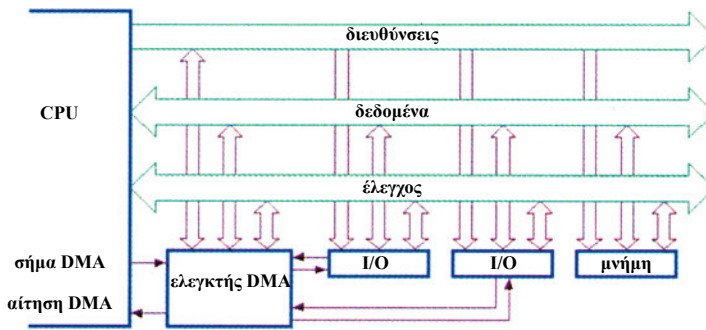 διευθύνσεις
CPU
δεδομένα
έλεγχος
σήμα DMA
ελεγκτής DMA
I/O
I/O
μνήμη
αίτηση DMA